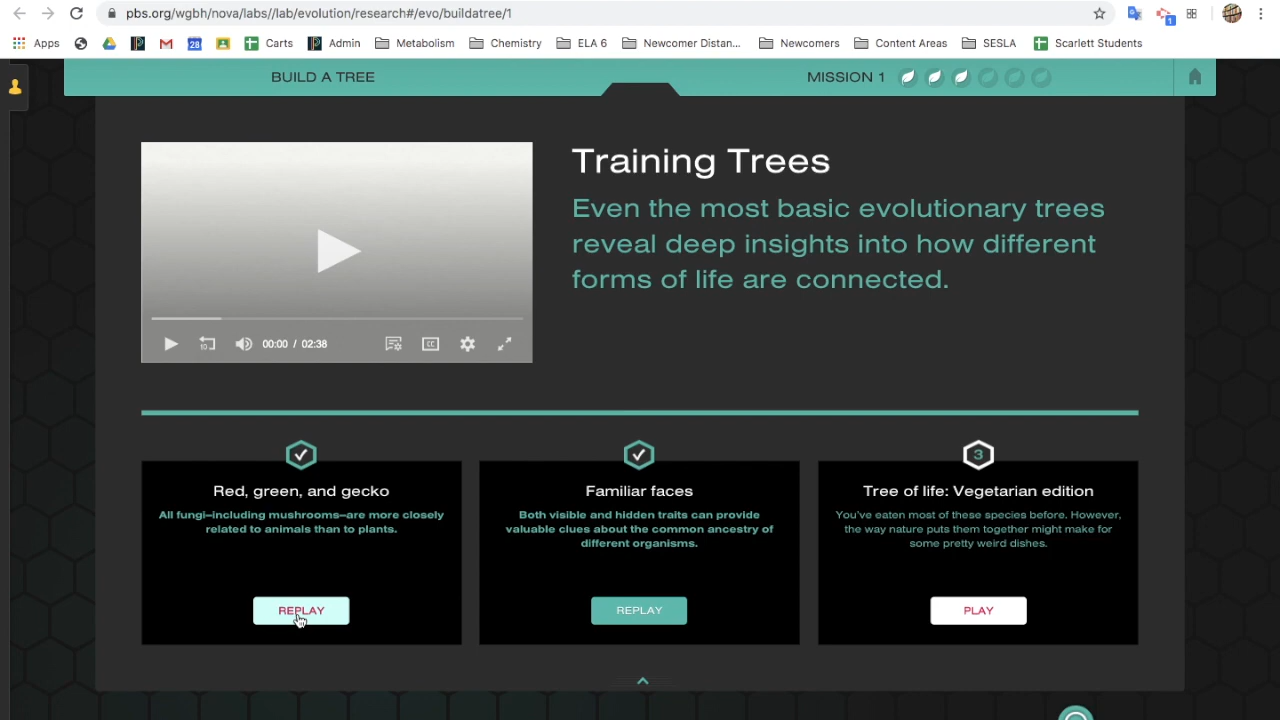 pbs.org/wgbh/nova/labs//lab/evolution/research#/evo/buildatree/1
Apps 28 Carts Admin Metabolism Chemistry ELA 6 Newcomer Distan... Newcomers Content Areas SESLA Scarlett Students
1
BUILD A TREE
MISSION 1
Training Trees
Even the most basic evolutionary trees
reveal deep insights into how different
forms of life are connected.
10 00:00 / 02:38 CC
3
Red, green, and gecko
All fungi—including mushrooms—are more closely
related to animals than to plants.
REPLAY
Familiar faces
Both visible and hidden traits can provide
valuable clues about the common ancestry of
different organisms.
REPLAY
Tree of life: Vegetarian edition
You've eaten most of these species before. However,
the way nature puts them together might make for
some pretty weird dishes.
PLAY